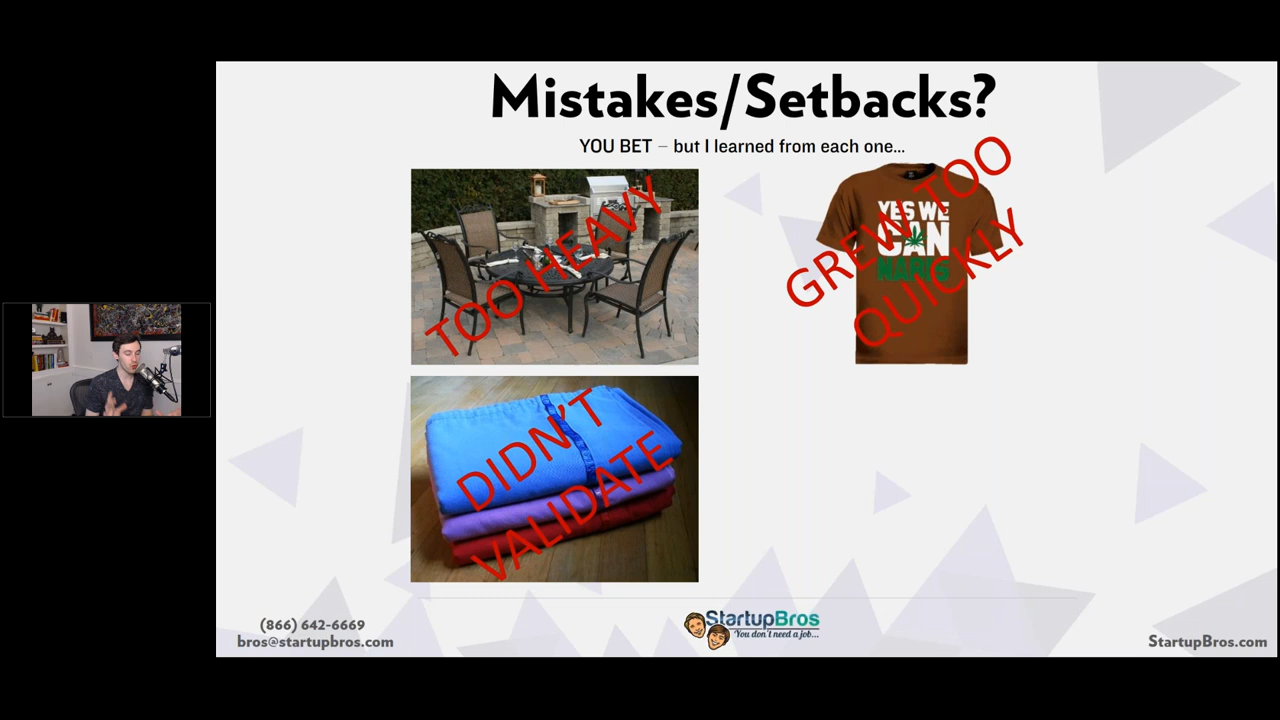 Mistakes/Setbacks?
YOU BET – but I learned from each one...
TOO HEAVY
YES WE
CAN
NABIS
GREW TOO
QUICKLY
DIDN'T
VALIDATE
(866) 642-6669
bros@startupbros.com
StartupBros
"You don't need a job...
StartupBros.com